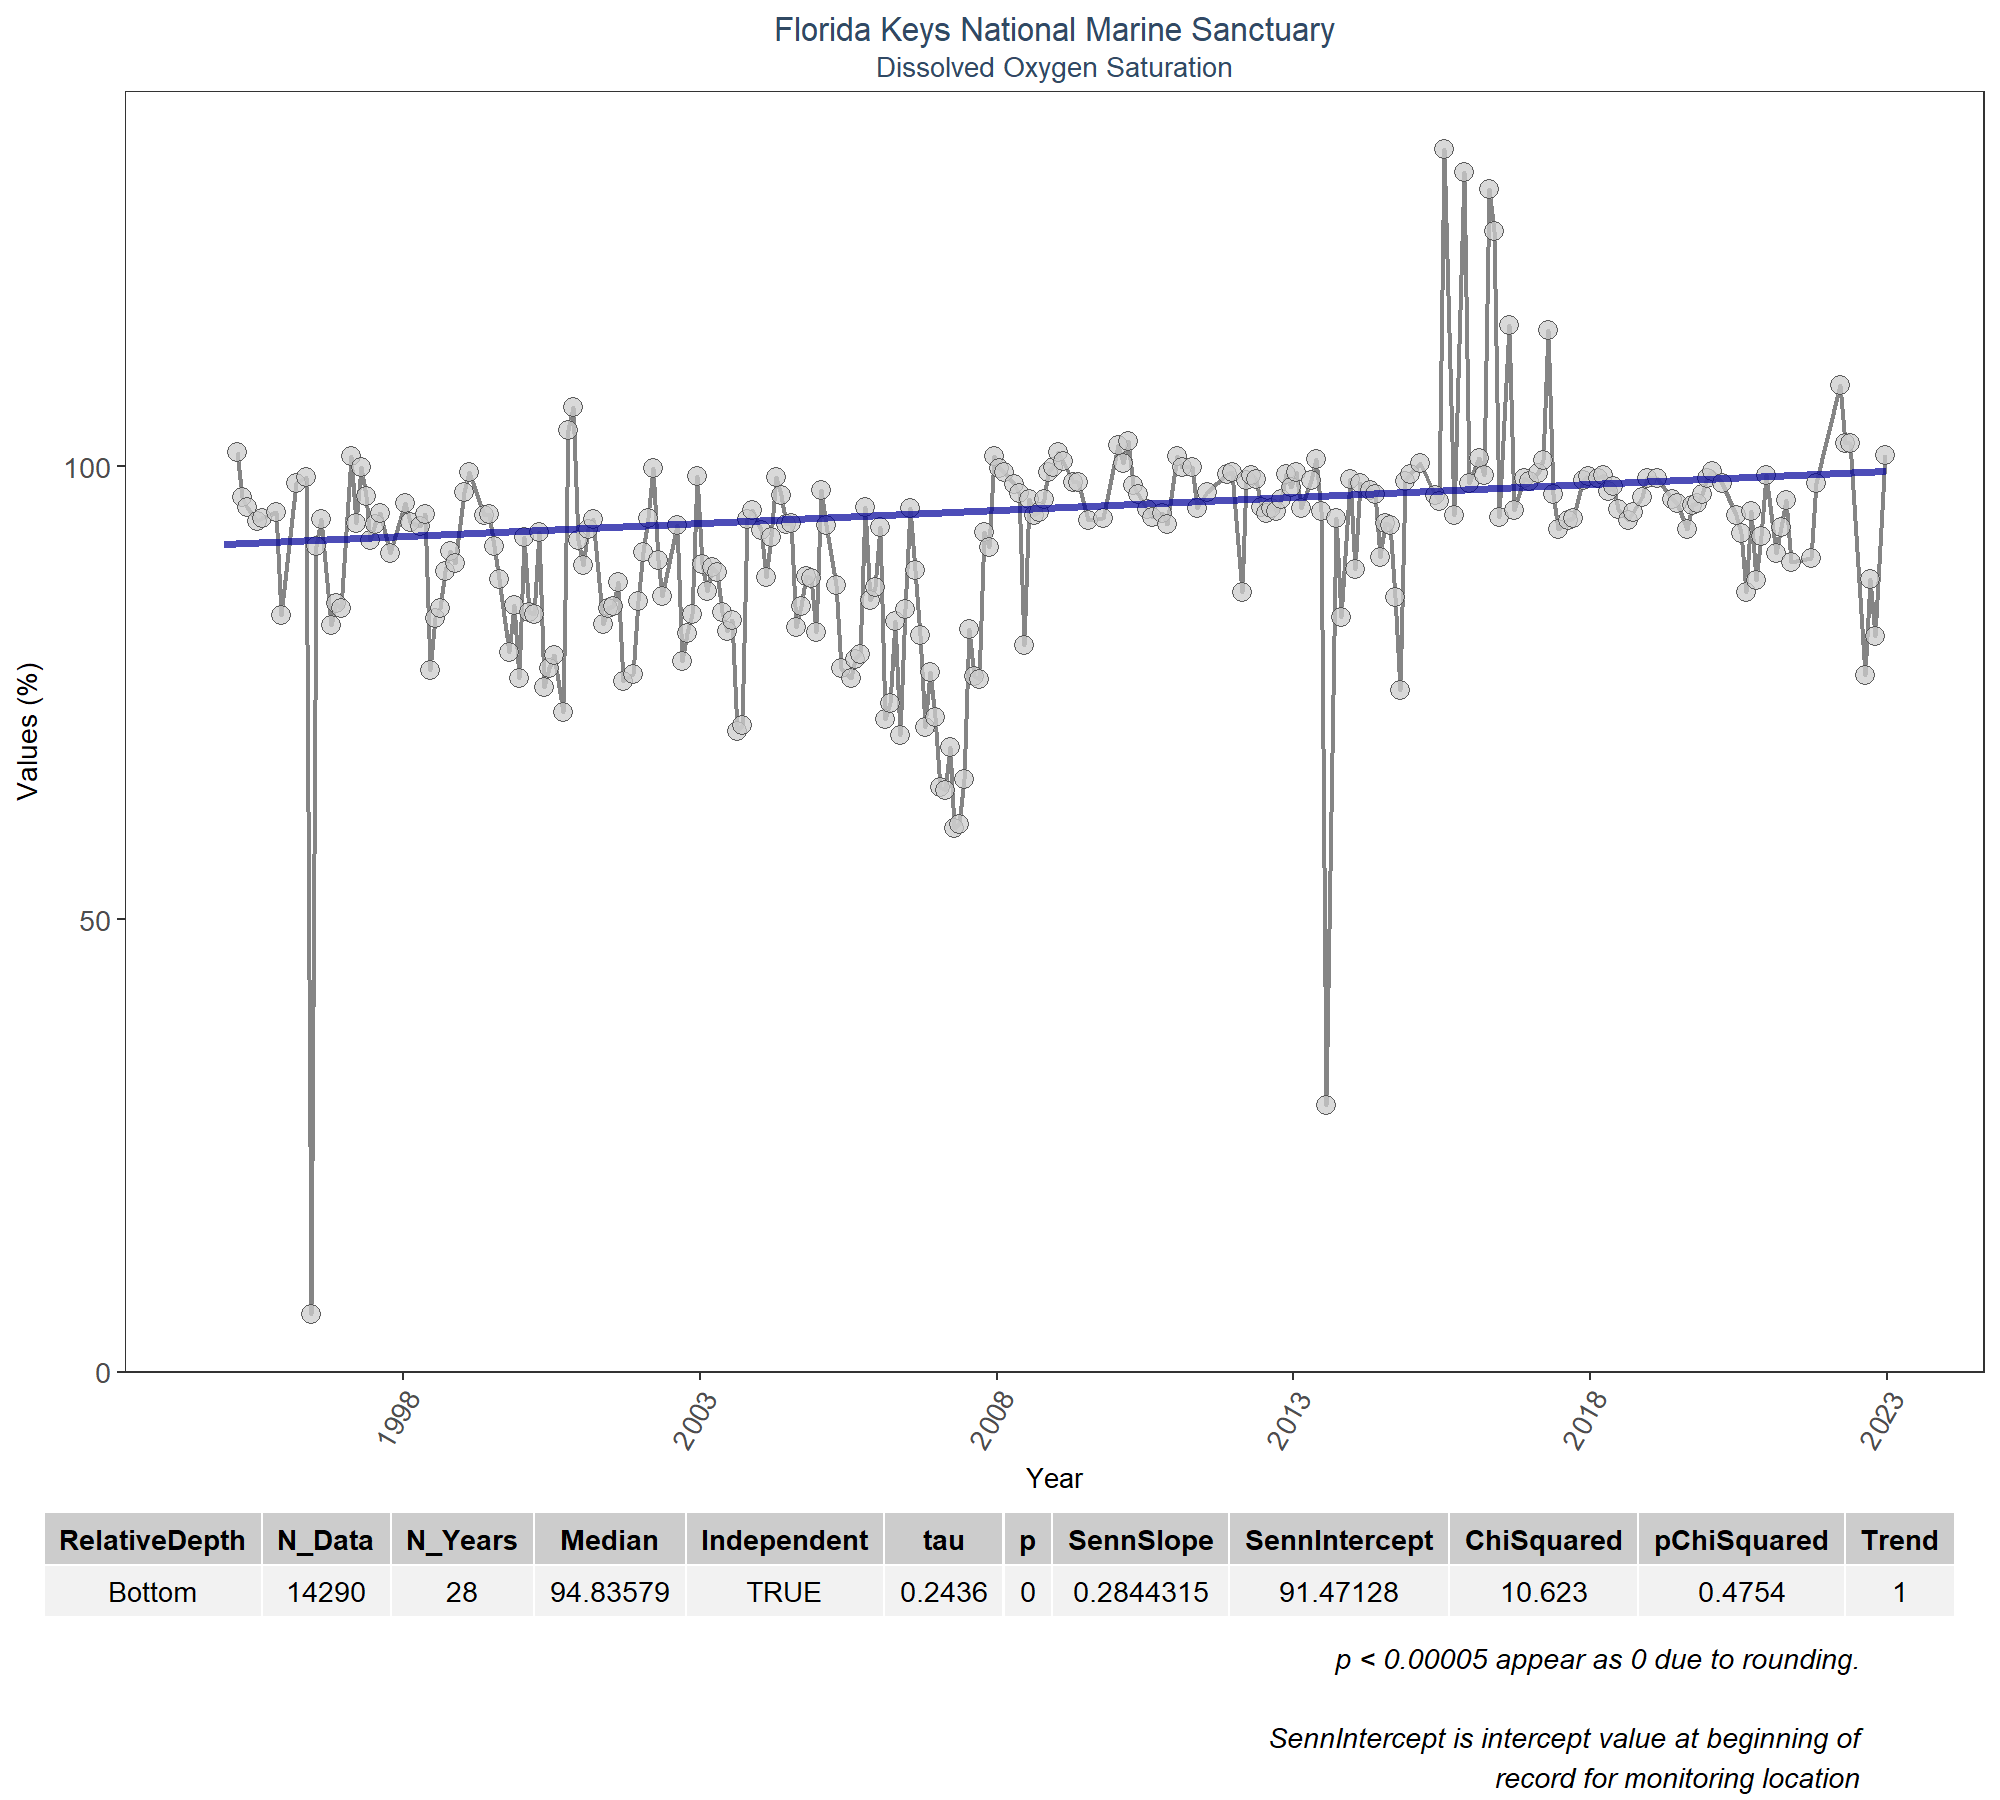 Florida Keys National Marine Sanctuary
Dissolved Oxygen Saturation
Values (%)
100
50
0
1998 2003 2008 2013 2018 2023
Year
RelativeDepth N_Data N_Years Median Independent tau p SennSlope SennIntercept ChiSquared pChiSquared Trend
Bottom 14290 28 94.83579 TRUE 0.2436 0 0.2844315 91.47128 10.623 0.4754 1
p < 0.00005 appear as 0 due to rounding.
SennIntercept is intercept value at beginning of
record for monitoring location